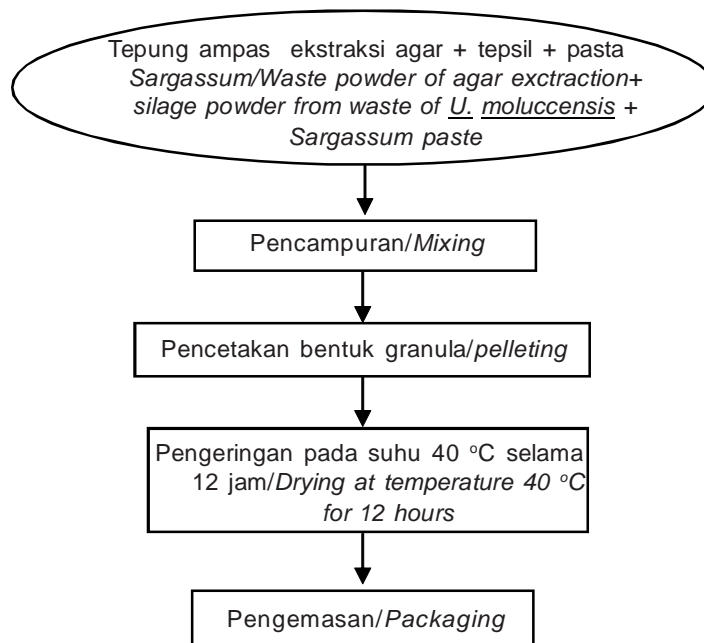 Tepung ampas ekstraksi agar + tepsil + pasta
Sargassum/Waste powder of agar exctraction+
silage powder from waste of U. moluccensis +
Sargassum paste
Pencampuran/Mixing
Pencetakan bentuk granula/pelleting
Pengeringan pada suhu 40 °C selama
12 jam/Drying at temperature 40 °C
for 12 hours
Pengemasan/Packaging